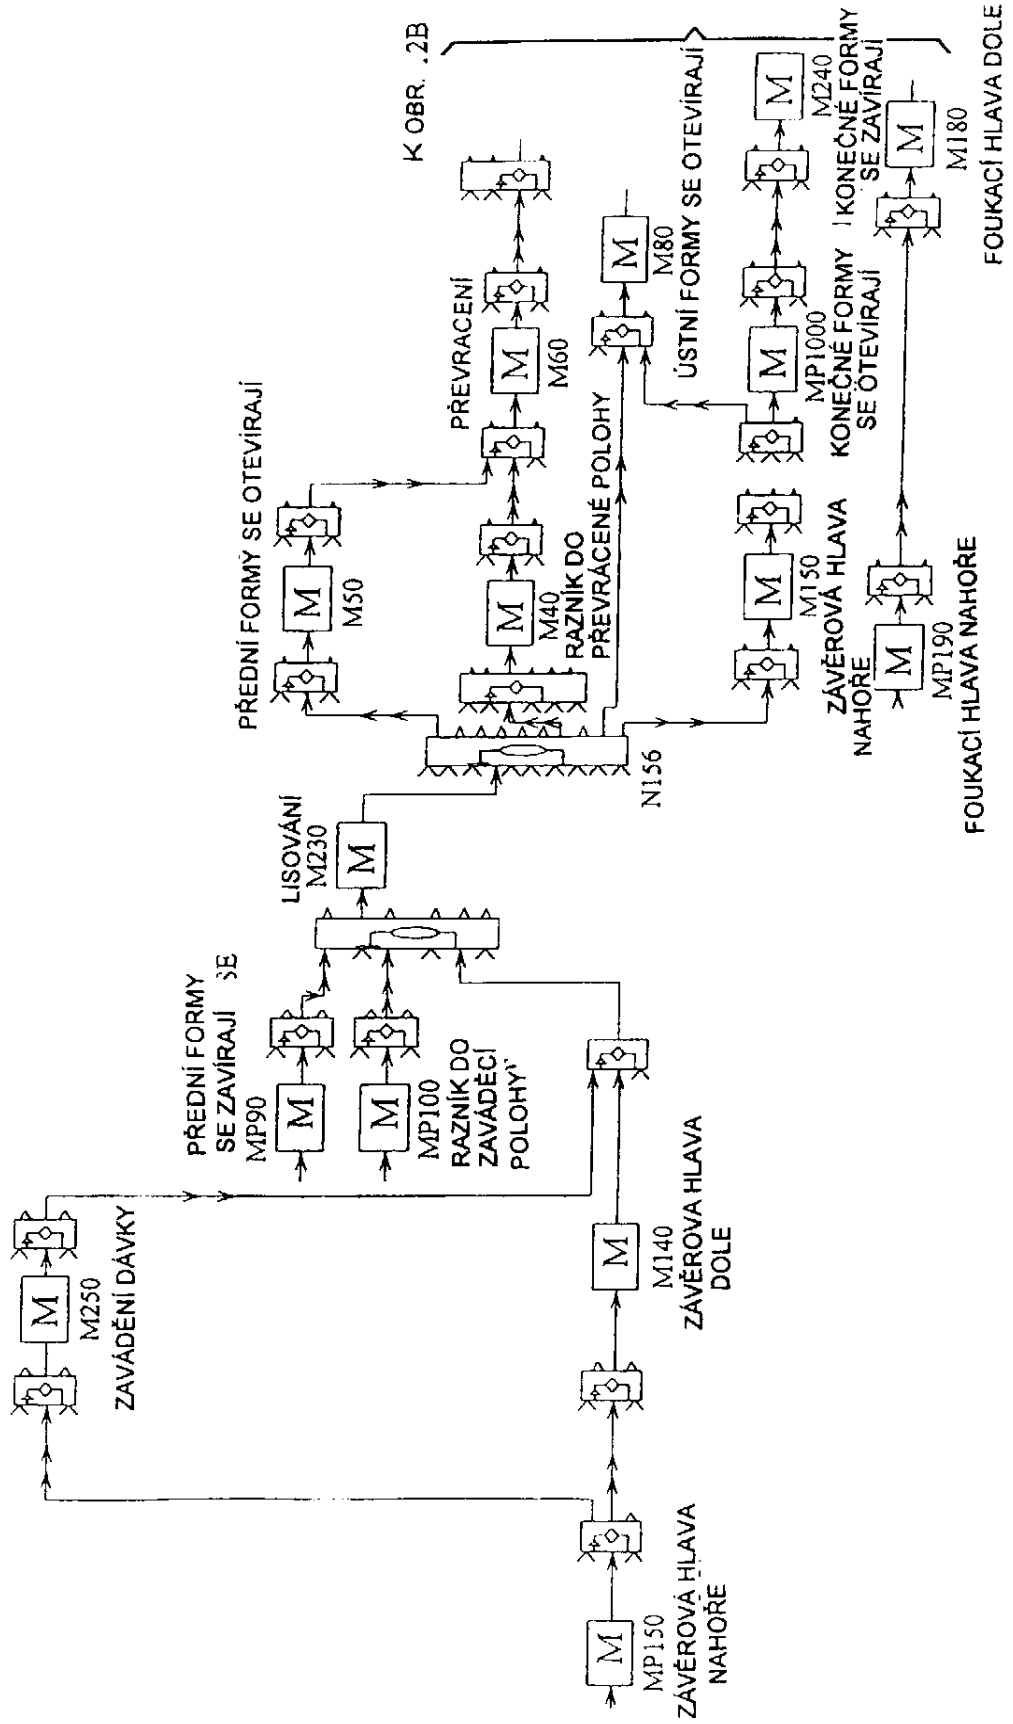 K OBR. .2B
PŘEDNÍ FORMY SE OTEVÍRAJÍ
M
M50
PŘEVRACENÍ
M
M60
M
M40
RAZNÍK DO
PŘEVRÁCENÉ POLOHY
M
M80
ÚSTNÍ FORMY SE OTEVÍRAJÍ
M
M240
KONEČNÉ FORMY
SE ZAVÍRAJÍ
M
MP1000
KONEČNÉ FORMY
SE OTEVÍRAJÍ
M
M150
ZÁVĚROVÁ HLAVA
NAHOŘE
M
M180
FOUKACÍ HLAVA DOLE
M
MP190
FOUKACÍ HLAVA NAHOŘE
N156
LISOVÁNÍ
M230
M
PŘEDNÍ FORMY
SE ZAVÍRAJÍ SE
MP90
M
M
MP100
RAZNÍK DO
ZAVÁDĚCÍ
POLOHY"
M
M250
ZAVÁDĚNÍ DÁVKY
M
M140
ZÁVĚROVA HLAVA
DOLE
M
MP150
ZÁVĚROVÁ HLAVA
NAHOŘE